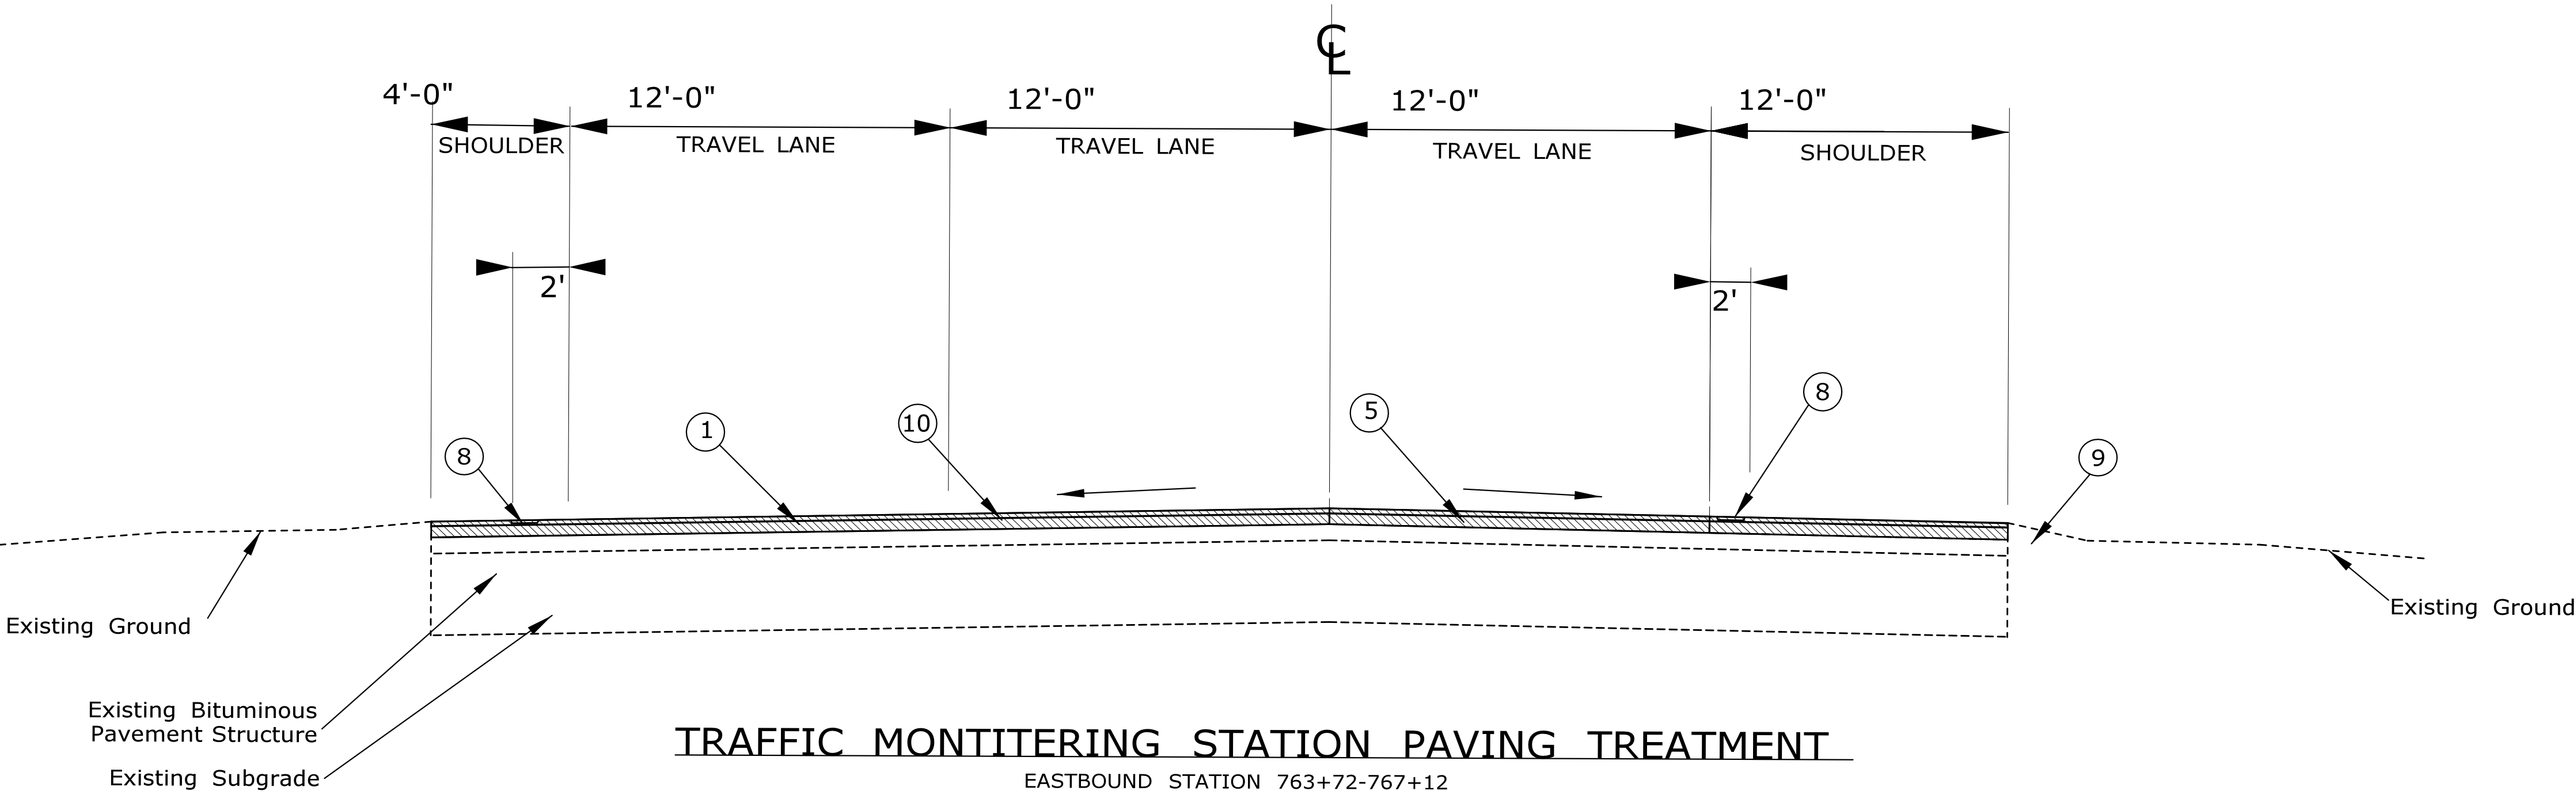 ℄
4'-0" 12'-0" 12'-0" 12'-0" 12'-0"
SHOULDER TRAVEL LANE TRAVEL LANE TRAVEL LANE SHOULDER
2' 2'
8 1 10 5 8 9
Existing Ground
Existing Ground
Existing Bituminous
Pavement Structure
Existing Subgrade
TRAFFIC MONTITERING STATION PAVING TREATMENT
EASTBOUND STATION 763+72-767+12